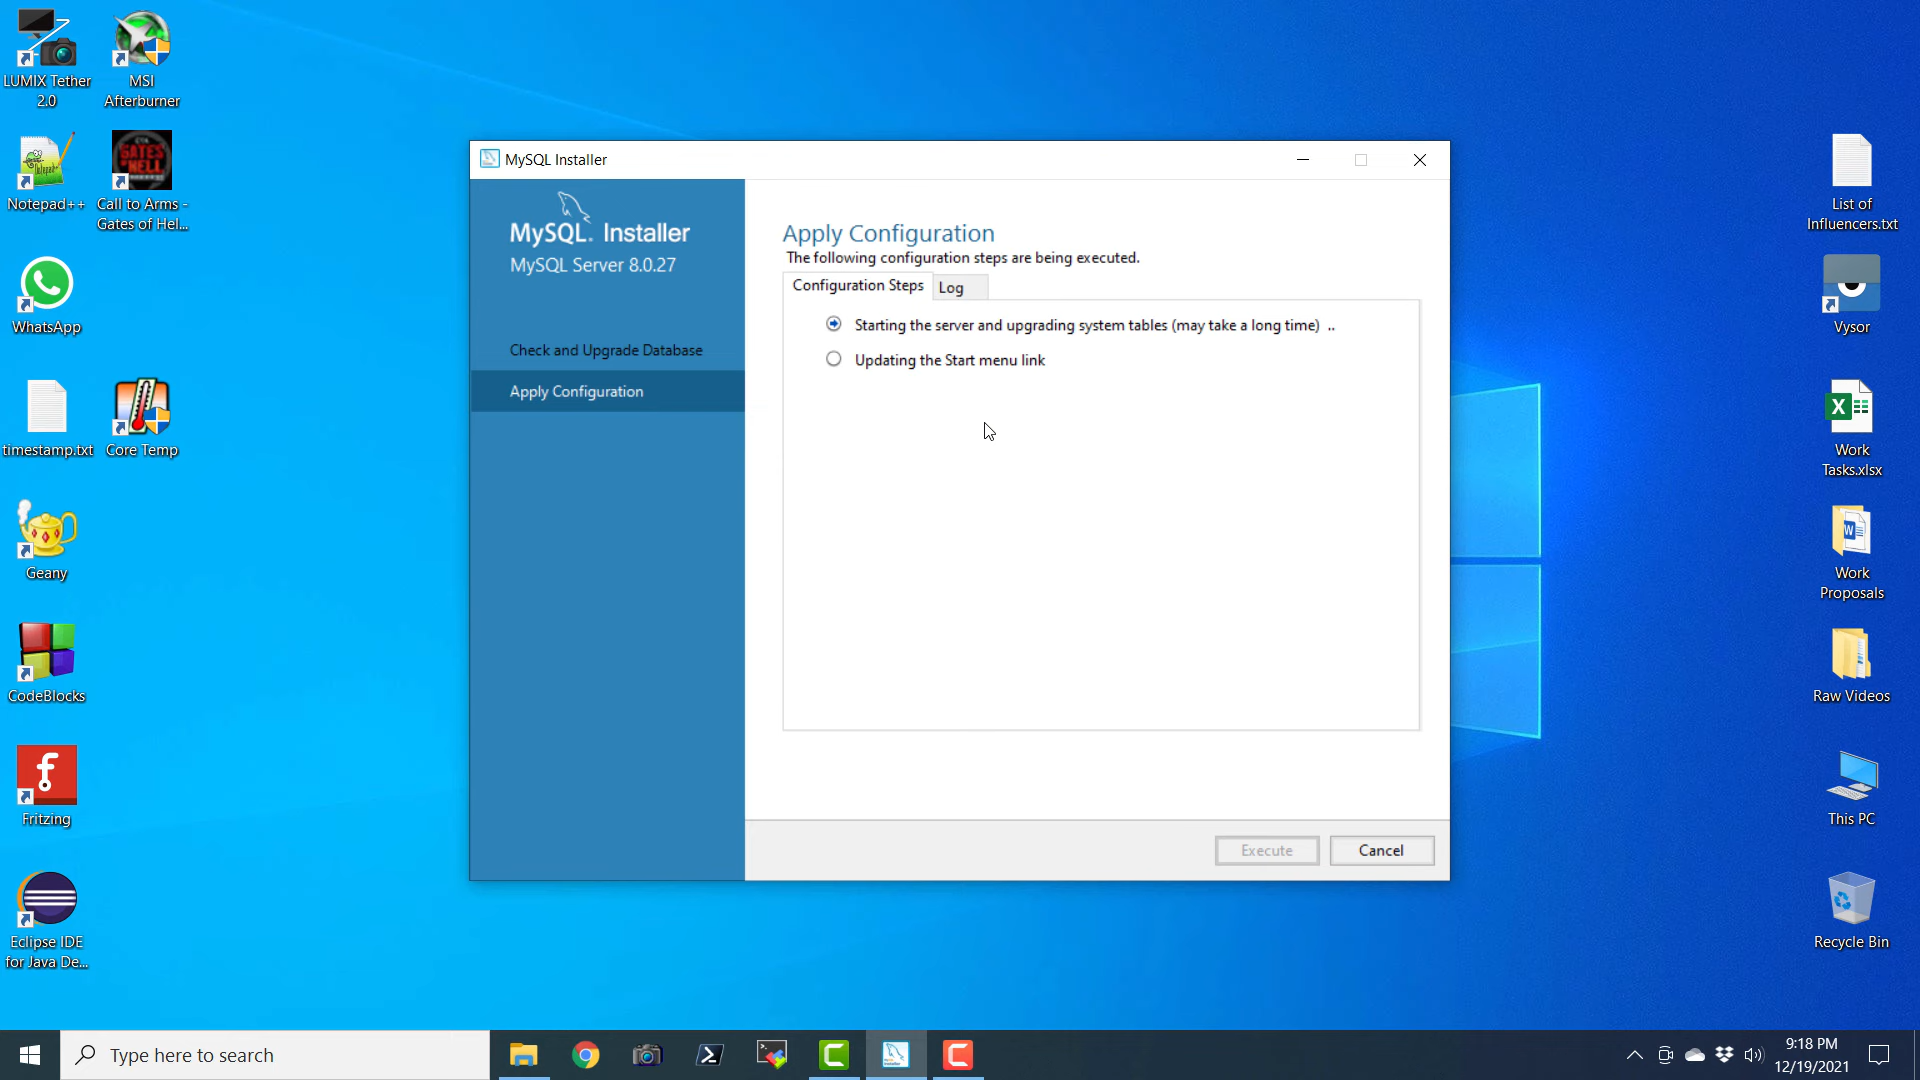 LUMIX Tether
2.0
MSI
Afterburner
Notepad++
Call to Arms -
Gates of Hel...
WhatsApp
timestamp.txt
Core Temp
Geany
CodeBlocks
Fritzing
Eclipse IDE
for Java De...
MySQL Installer
MySQL. Installer
MySQL Server 8.0.27
Check and Upgrade Database
Apply Configuration
Apply Configuration
The following configuration steps are being executed.
Configuration Steps
Log
Starting the server and upgrading system tables (may take a long time) ..
Updating the Start menu link
Execute
Cancel
List of
Influencers.txt
Vysor
Work
Tasks.xlsx
Work
Proposals
Raw Videos
This PC
Recycle Bin
Type here to search
9:18 PM
12/19/2021